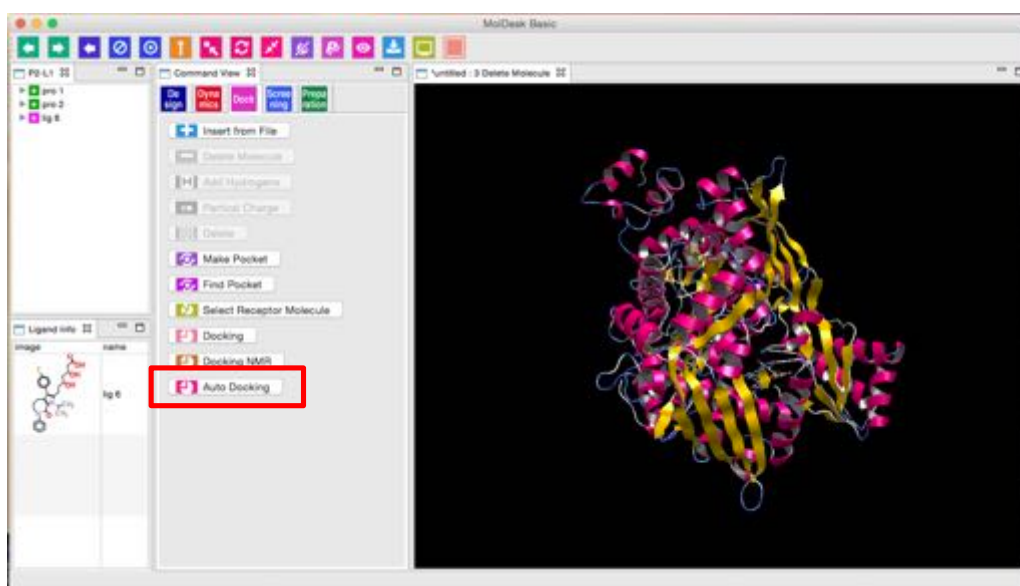 MolDesk Basic
P2-L1
Command View
*untitled : 3 Delete Molecule
pro 1
pro 2
lig 6
De
sign
Dyna
mics
Dock
Scree
ning
Prepa
ration
Insert from File
Delete Molecule
Add Hydrogens
Partical Charge
Delete
Make Pocket
Find Pocket
Select Receptor Molecule
Docking
Docking NMR
Auto Docking
Ligand Info
image
name
lig 6